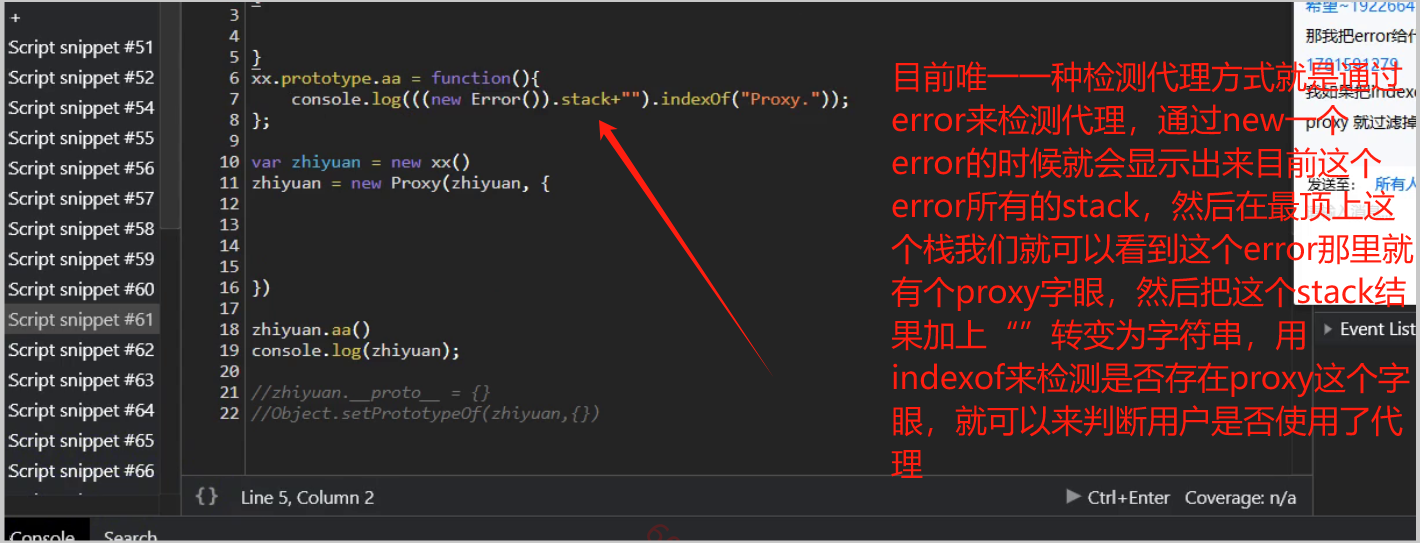 +
Script snippet #51
Script snippet #52
Script snippet #54
Script snippet #55
Script snippet #56
Script snippet #57
Script snippet #58
Script snippet #59
Script snippet #60
Script snippet #61
Script snippet #62
Script snippet #63
Script snippet #64
Script snippet #65
Script snippet #66
3
4
5 }
6 xx.prototype.aa = function(){
7 console.log(((new Error()).stack+"").indexOf("Proxy."));
8 };
9
10 var zhiyuan = new xx()
11 zhiyuan = new Proxy(zhiyuan, {
12
13
14
15
16 })
17
18 zhiyuan.aa()
19 console.log(zhiyuan);
20
21 //zhiyuan.__proto__ = {}
22 //Object.setPrototypeOf(zhiyuan,{})
目前唯一一种检测代理方式就是通过
error来检测代理，通过new一个
error的时候就会显示出来目前这个
error所有的stack，然后在最顶上这
个栈我们就可以看到这个error那里就
有个proxy字眼，然后把这个stack结
果加上“”转变为字符串，用
indexof来检测是否存在proxy这个字
眼，就可以来判断用户是否使用了代
理
希望~1922664
那我把error给
1781591279
我如果把indexo
proxy 就过滤掉
发送至：
所有人
Event List
{} Line 5, Column 2
Ctrl+Enter Coverage: n/a
Console Search